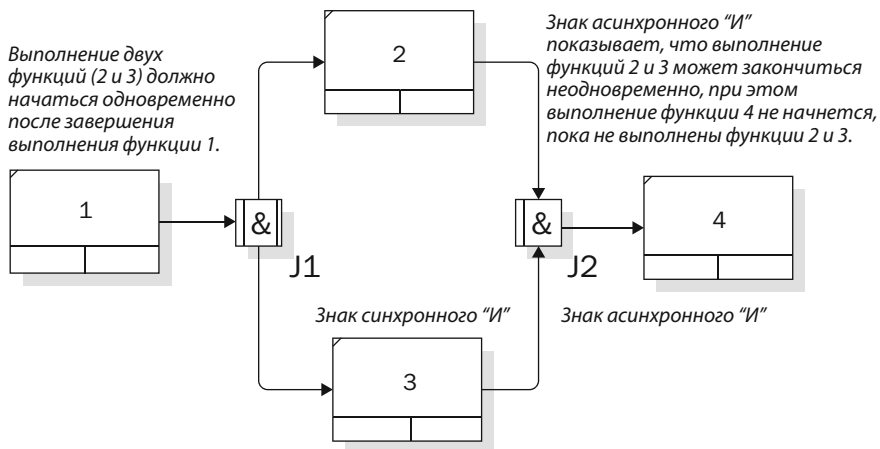 Выполнение двух
функций (2 и 3) должно
начаться одновременно
после завершения
выполнения функции 1.
2
Знак асинхронного “И”
показывает, что выполнение
функций 2 и 3 может закончиться
неодновременно, при этом
выполнение функции 4 не начнется,
пока не выполнены функции 2 и 3.
1
&
J1
&
J2
4
Знак синхронного “И”
Знак асинхронного “И”
3